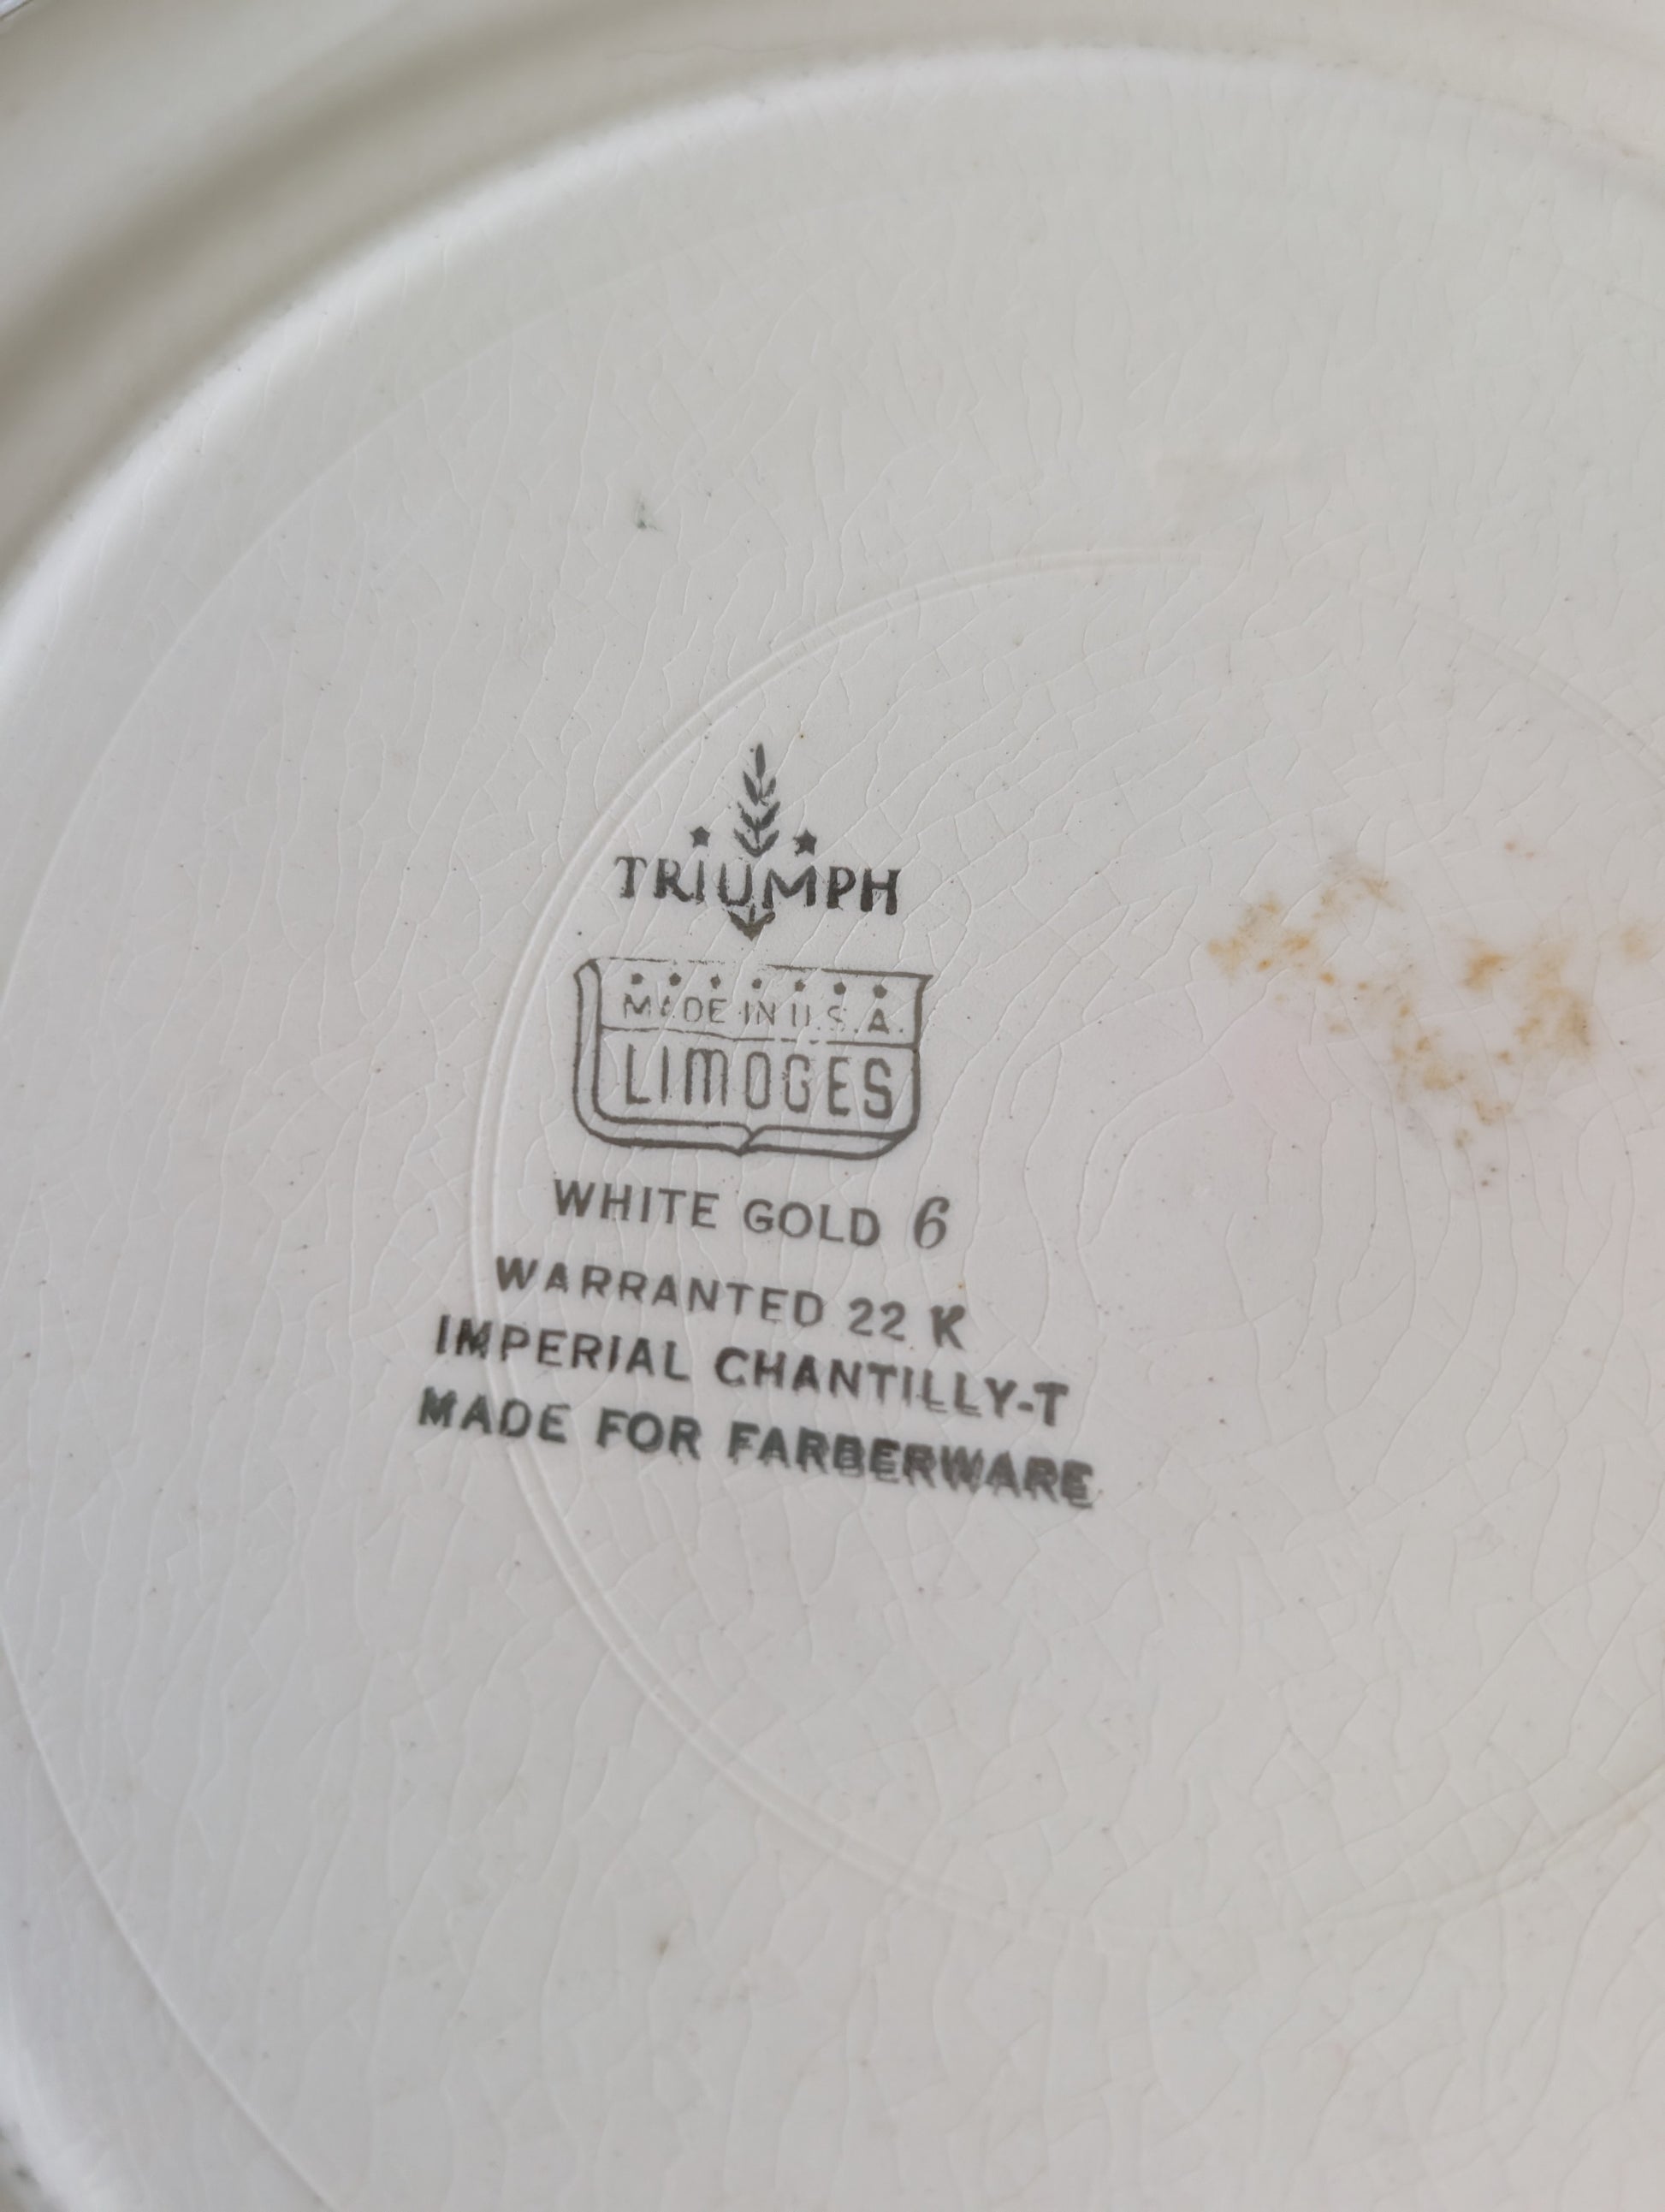 TRIUMPH
MADE IN U.S.A.
LIMOGES
WHITE GOLD 6
WARRANTED 22 K
IMPERIAL CHANTILLY-T
MADE FOR FARBERWARE